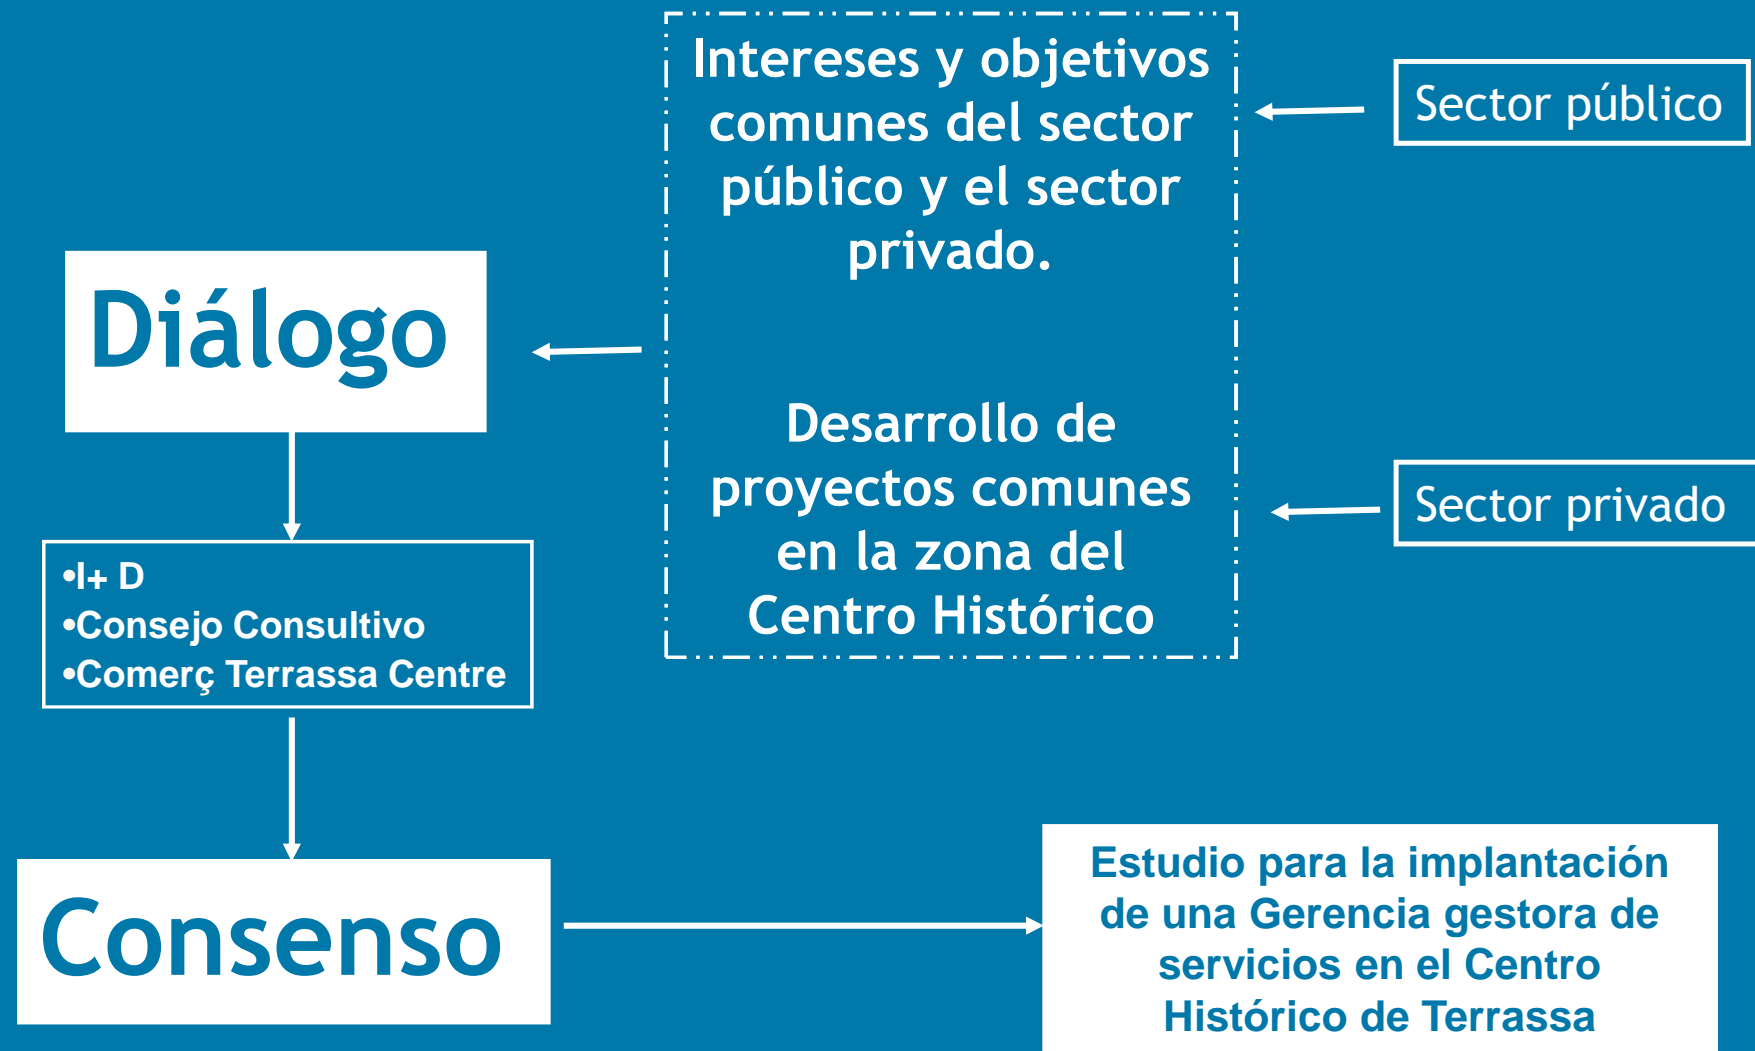 Intereses y objetivos
comunes del sector
público y el sector
privado.
Desarrollo de
proyectos comunes
en la zona del
Centro Histórico
Sector público
Sector privado
Diálogo
•I+ D
•Consejo Consultivo
•Comerç Terrassa Centre
Consenso
Estudio para la implantación
de una Gerencia gestora de
servicios en el Centro
Histórico de Terrassa